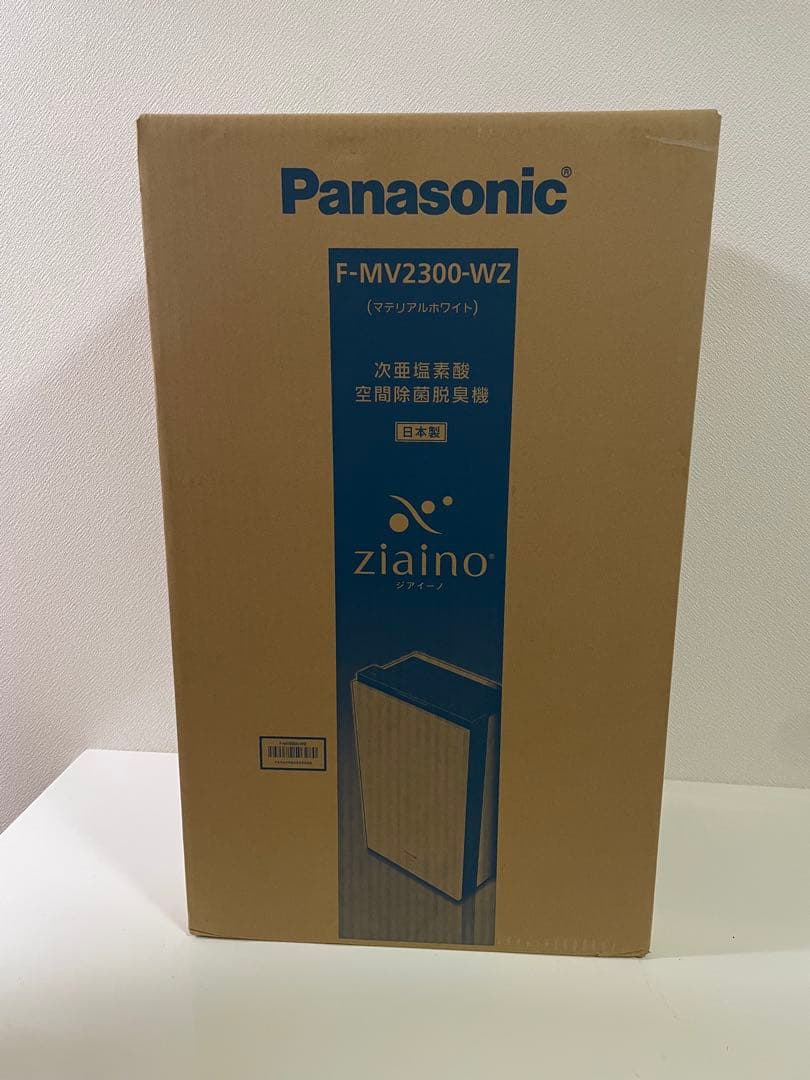 Panasonic®
F-MV2300-WZ
(マテリアルホワイト)
次亜塩素酸
空間除菌脱臭機
日本製
ziaino®
ジアイーノ